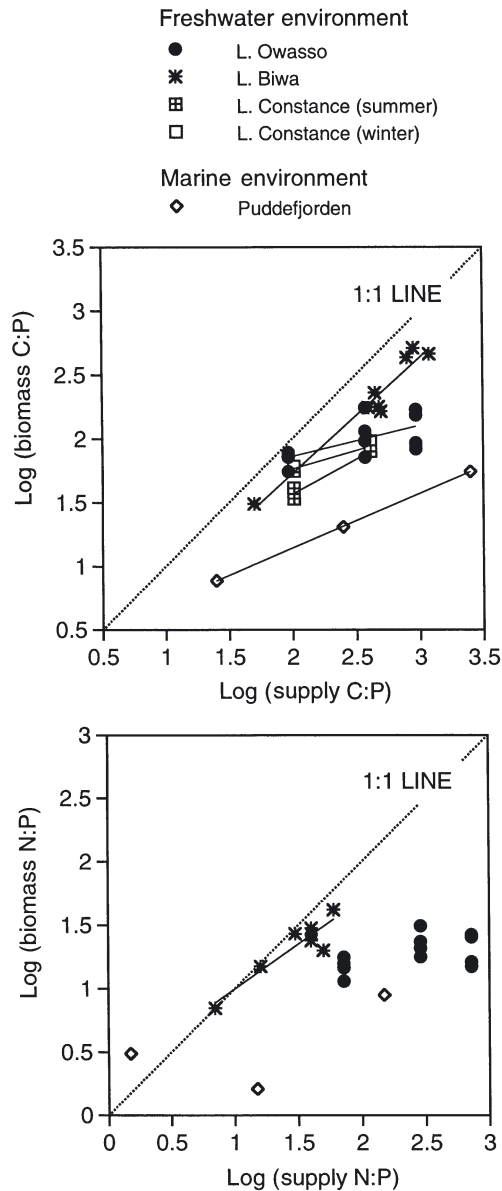 Freshwater environment
L. Owasso
L. Biwa
L. Constance (summer)
L. Constance (winter)
Marine environment
Puddefjorden
3.5
3
2.5
2
1.5
1
0.5
Log (biomass C:P)
1:1 LINE
0.5 1 1.5 2 2.5 3 3.5
Log (supply C:P)
3
2.5
2
1.5
1
0.5
0
Log (biomass N:P)
1:1 LINE
0 0.5 1 1.5 2 2.5 3
Log (supply N:P)